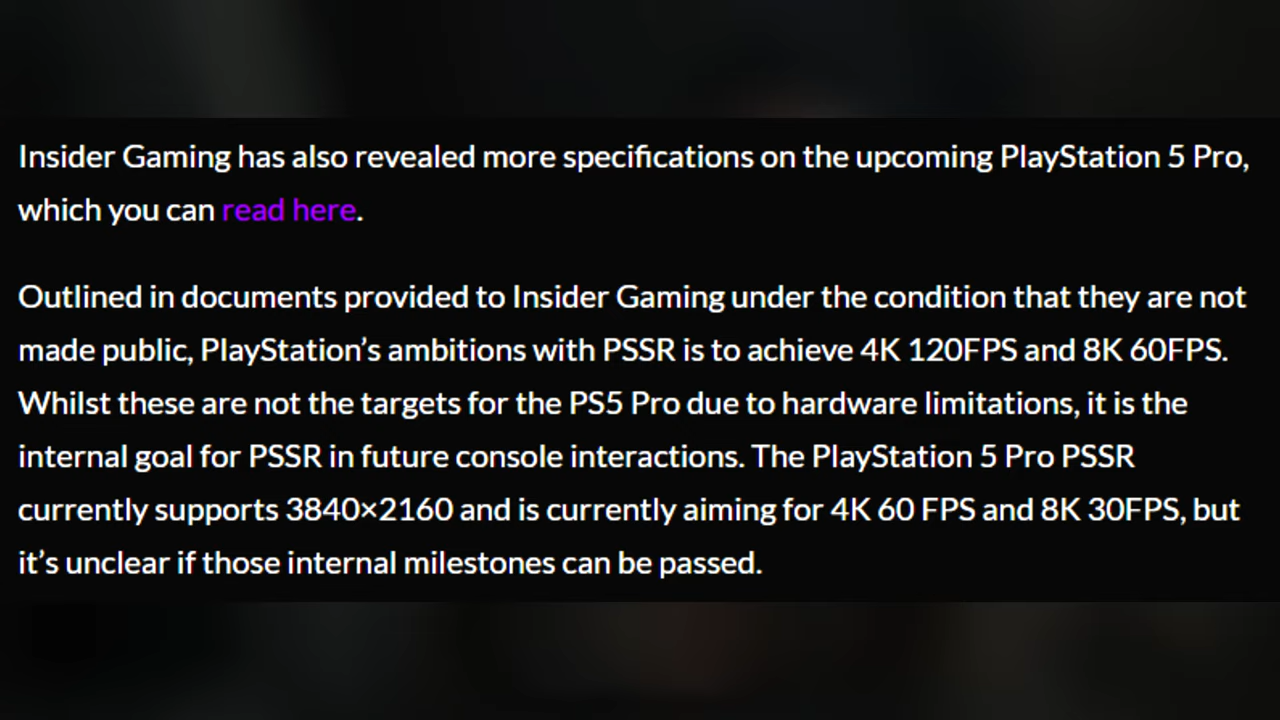 Insider Gaming has also revealed more specifications on the upcoming PlayStation 5 Pro,
which you can read here.
Outlined in documents provided to Insider Gaming under the condition that they are not
made public, PlayStation’s ambitions with PSSR is to achieve 4K 120FPS and 8K 60FPS.
Whilst these are not the targets for the PS5 Pro due to hardware limitations, it is the
internal goal for PSSR in future console interactions. The PlayStation 5 Pro PSSR
currently supports 3840×2160 and is currently aiming for 4K 60 FPS and 8K 30FPS, but
it’s unclear if those internal milestones can be passed.